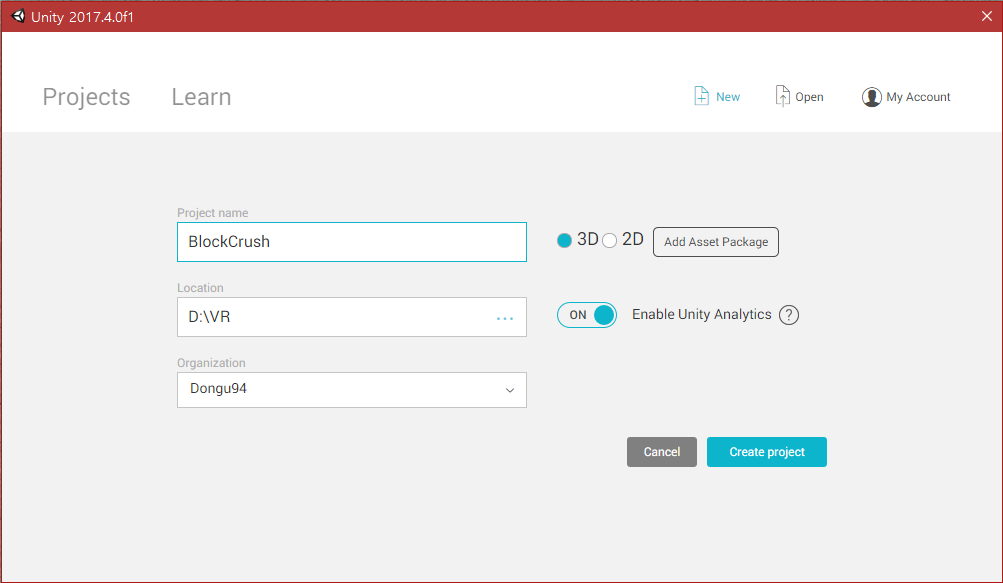 Unity 2017.4.0f1
Projects
Learn
New
Open
My Account
Project name
BlockCrush
3D
2D
Add Asset Package
Location
D:\VR
...
ON
Enable Unity Analytics
?
Organization
Dongu94
Cancel
Create project